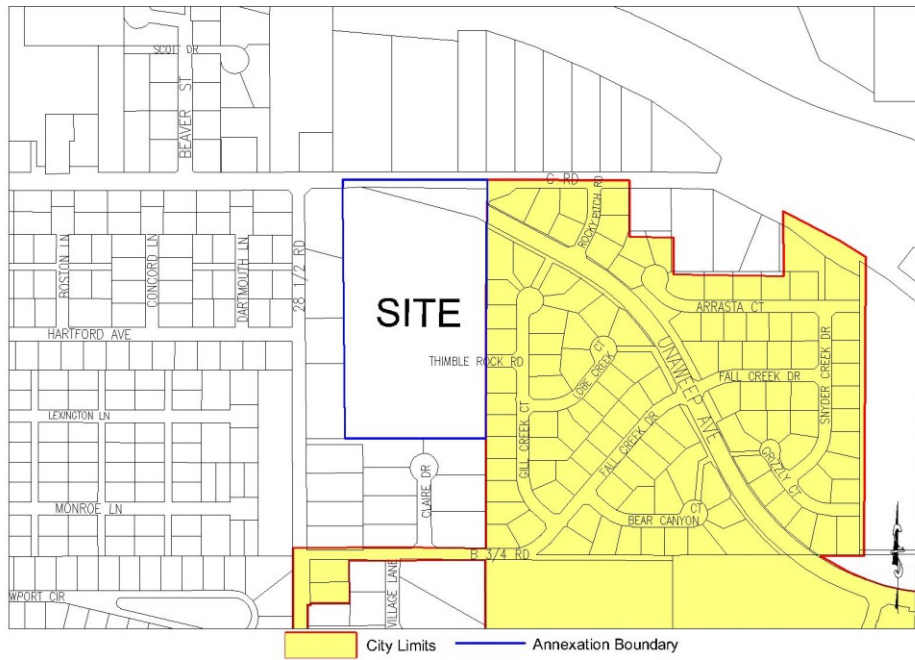 SCOTT DR
BEAVER ST
C RD
ROCKY PITCH RD
BOSTON LN
CONCORD LN
DARTMOUTH LN
28 1/2 RD
SITE
ARRASTA CT
HARTFORD AVE
UNAWEEP AVE
SNYDER CREEK DR
THIMBLE ROCK RD
LOBE CREEK
CT
FALL CREEK DR
LEXINGTON LN
GILL CREEK CT
FALL CREEK DR
GRIZZLY CT
CLAIRE DR
MONROE LN
BEAR CANYON
CT
B 3/4 RD
VILLAGE LANE
WPORT CIR
City Limits
Annexation Boundary